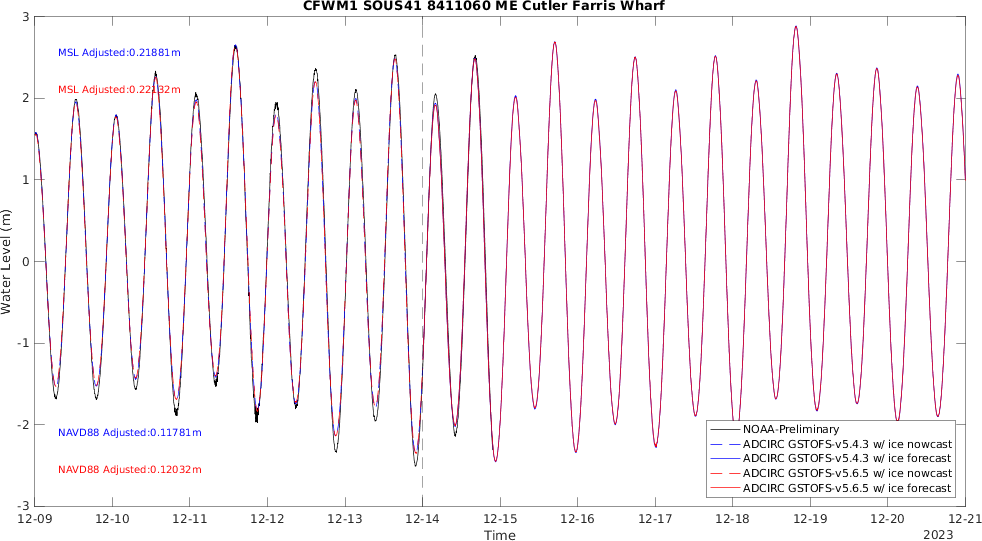 CFWM1 SOUS41 8411060 ME Cutler Farris Wharf
3
2
1
0
-1
-2
-3
Water Level (m)
MSL Adjusted:0.21881m
MSL Adjusted:0.22132m
NAVD88 Adjusted:0.11781m
NAVD88 Adjusted:0.12032m
NOAA-Preliminary
ADCIRC GSTOFS-v5.4.3 w/ ice nowcast
ADCIRC GSTOFS-v5.4.3 w/ ice forecast
ADCIRC GSTOFS-v5.6.5 w/ ice nowcast
ADCIRC GSTOFS-v5.6.5 w/ ice forecast
12-09 12-10 12-11 12-12 12-13 12-14 12-15 12-16 12-17 12-18 12-19 12-20 12-21
Time
2023